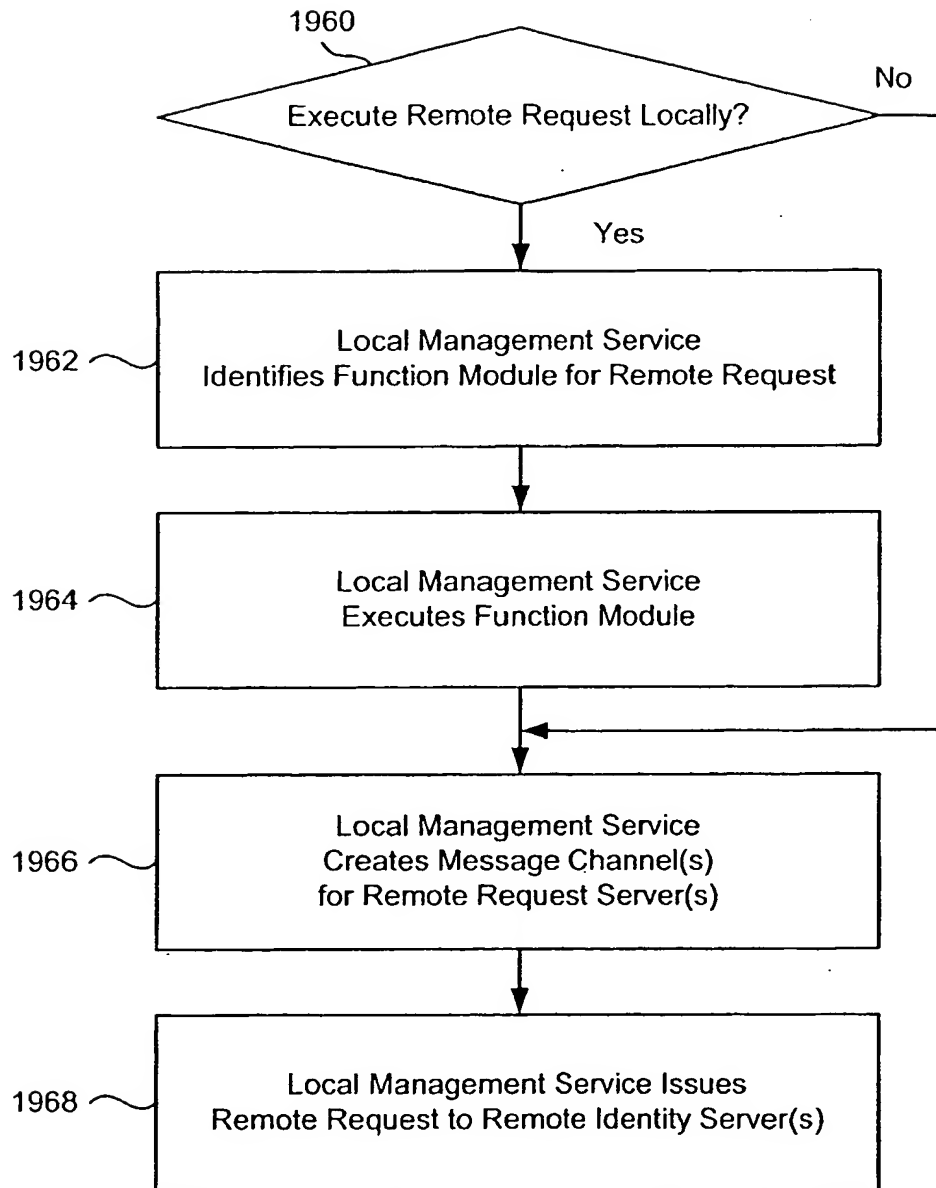 1960
Execute Remote Request Locally?
No
Yes
1962
Local Management Service
Identifies Function Module for Remote Request
1964
Local Management Service
Executes Function Module
1966
Local Management Service
Creates Message Channel(s)
for Remote Request Server(s)
1968
Local Management Service Issues
Remote Request to Remote Identity Server(s)